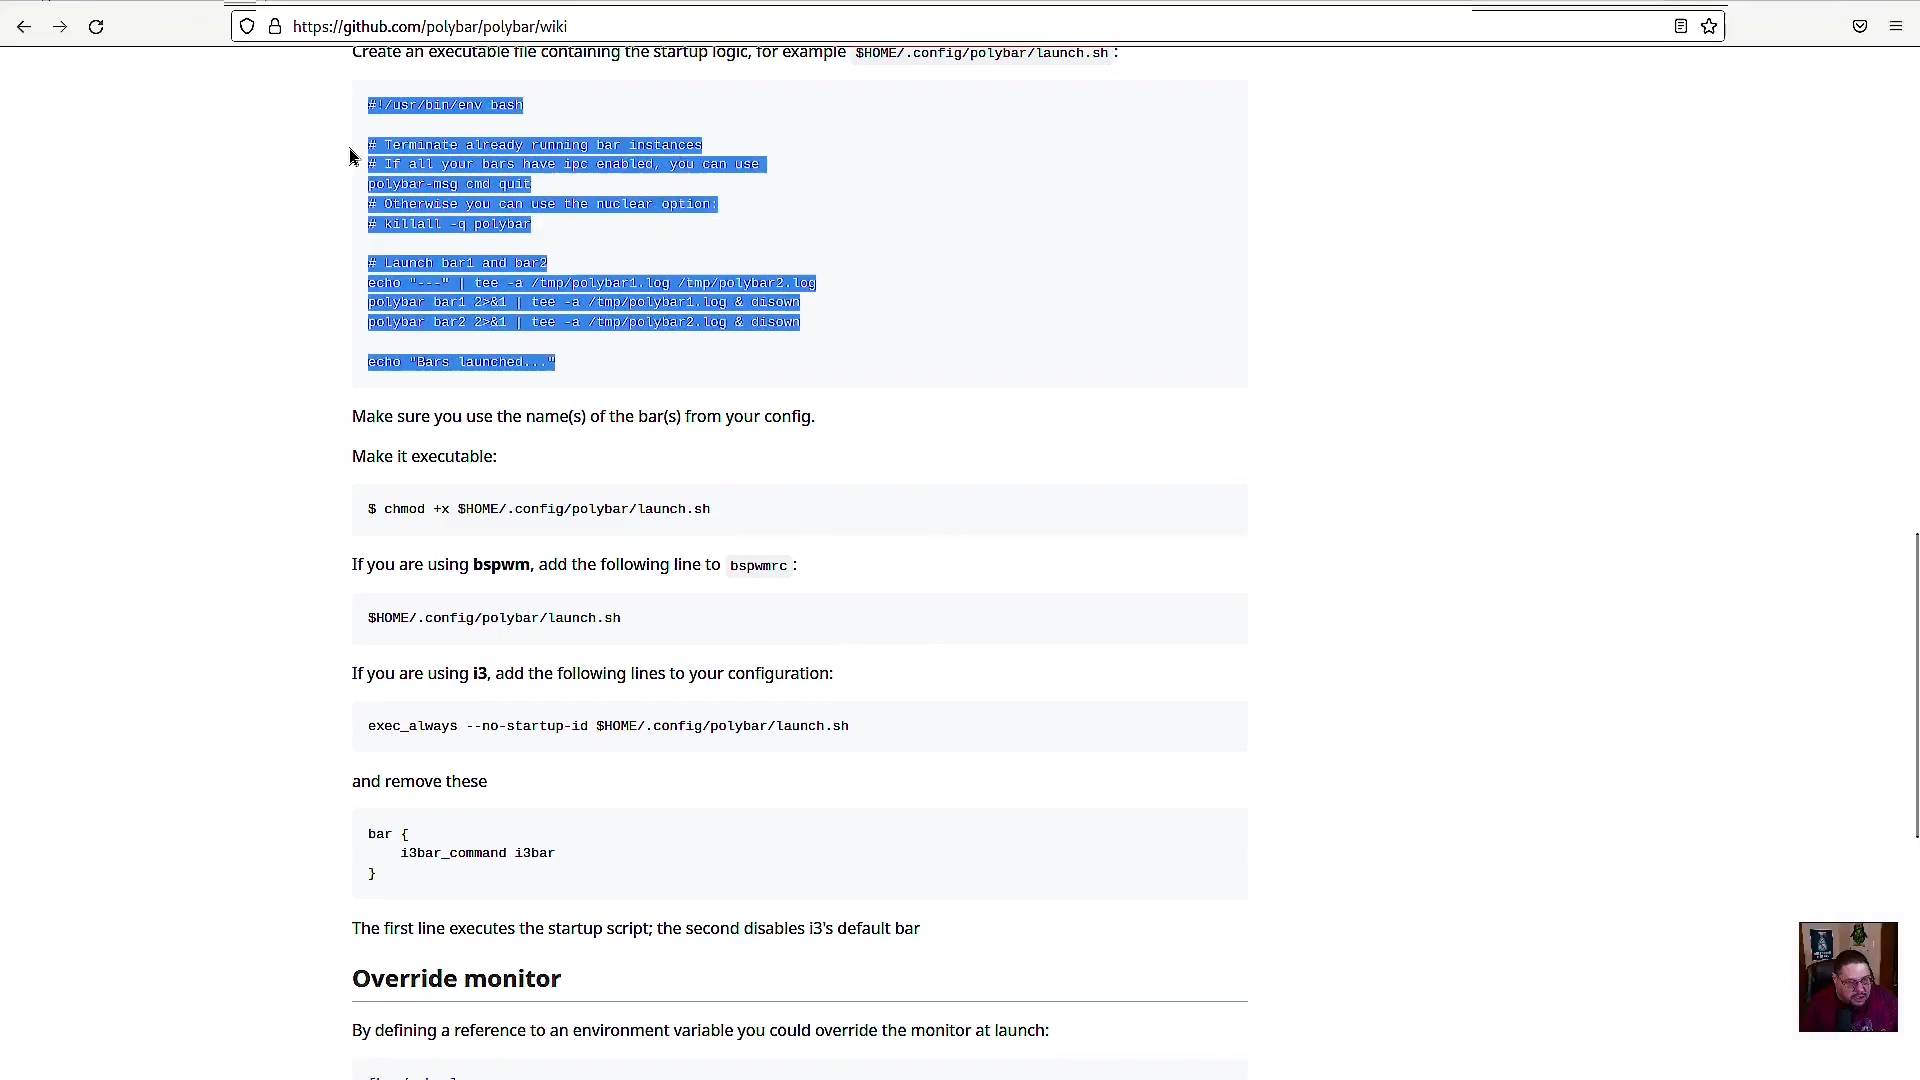 https://github.com/polybar/polybar/wiki
Create an executable file containing the startup logic, for example $HOME/.config/polybar/launch.sh :
#!/usr/bin/env bash
# Terminate already running bar instances
# If all your bars have ipc enabled, you can use
polybar-msg cmd quit
# Otherwise you can use the nuclear option:
# killall -q polybar
# Launch bar1 and bar2
echo "---" | tee -a /tmp/polybar1.log /tmp/polybar2.log
polybar bar1 2>&1 | tee -a /tmp/polybar1.log & disown
polybar bar2 2>&1 | tee -a /tmp/polybar2.log & disown
echo "Bars launched..."
Make sure you use the name(s) of the bar(s) from your config.
Make it executable:
$ chmod +x $HOME/.config/polybar/launch.sh
If you are using bspwm, add the following line to bspwmrc :
$HOME/.config/polybar/launch.sh
If you are using i3, add the following lines to your configuration:
exec_always --no-startup-id $HOME/.config/polybar/launch.sh
and remove these
bar {
    i3bar_command i3bar
}
The first line executes the startup script; the second disables i3's default bar
Override monitor
By defining a reference to an environment variable you could override the monitor at launch: